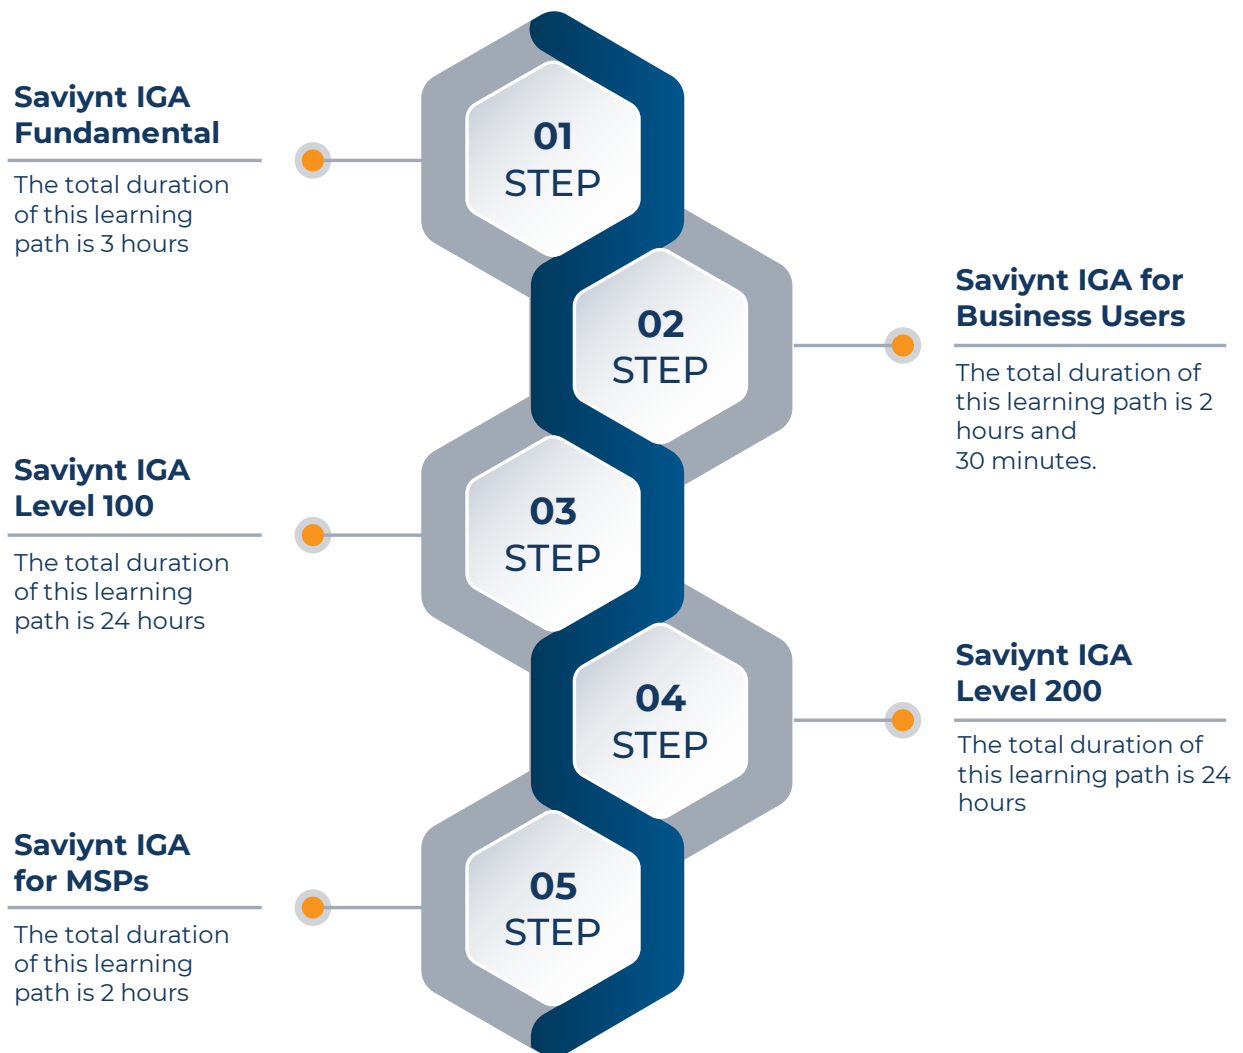 Saviynt IGA
Fundamental
The total duration
of this learning
path is 3 hours
01
STEP
Saviynt IGA for
Business Users
The total duration of
this learning path is 2
hours and
30 minutes.
02
STEP
Saviynt IGA
Level 100
The total duration
of this learning
path is 24 hours
03
STEP
Saviynt IGA
Level 200
The total duration of
this learning path is 24
hours
04
STEP
Saviynt IGA
for MSPs
The total duration
of this learning
path is 2 hours
05
STEP